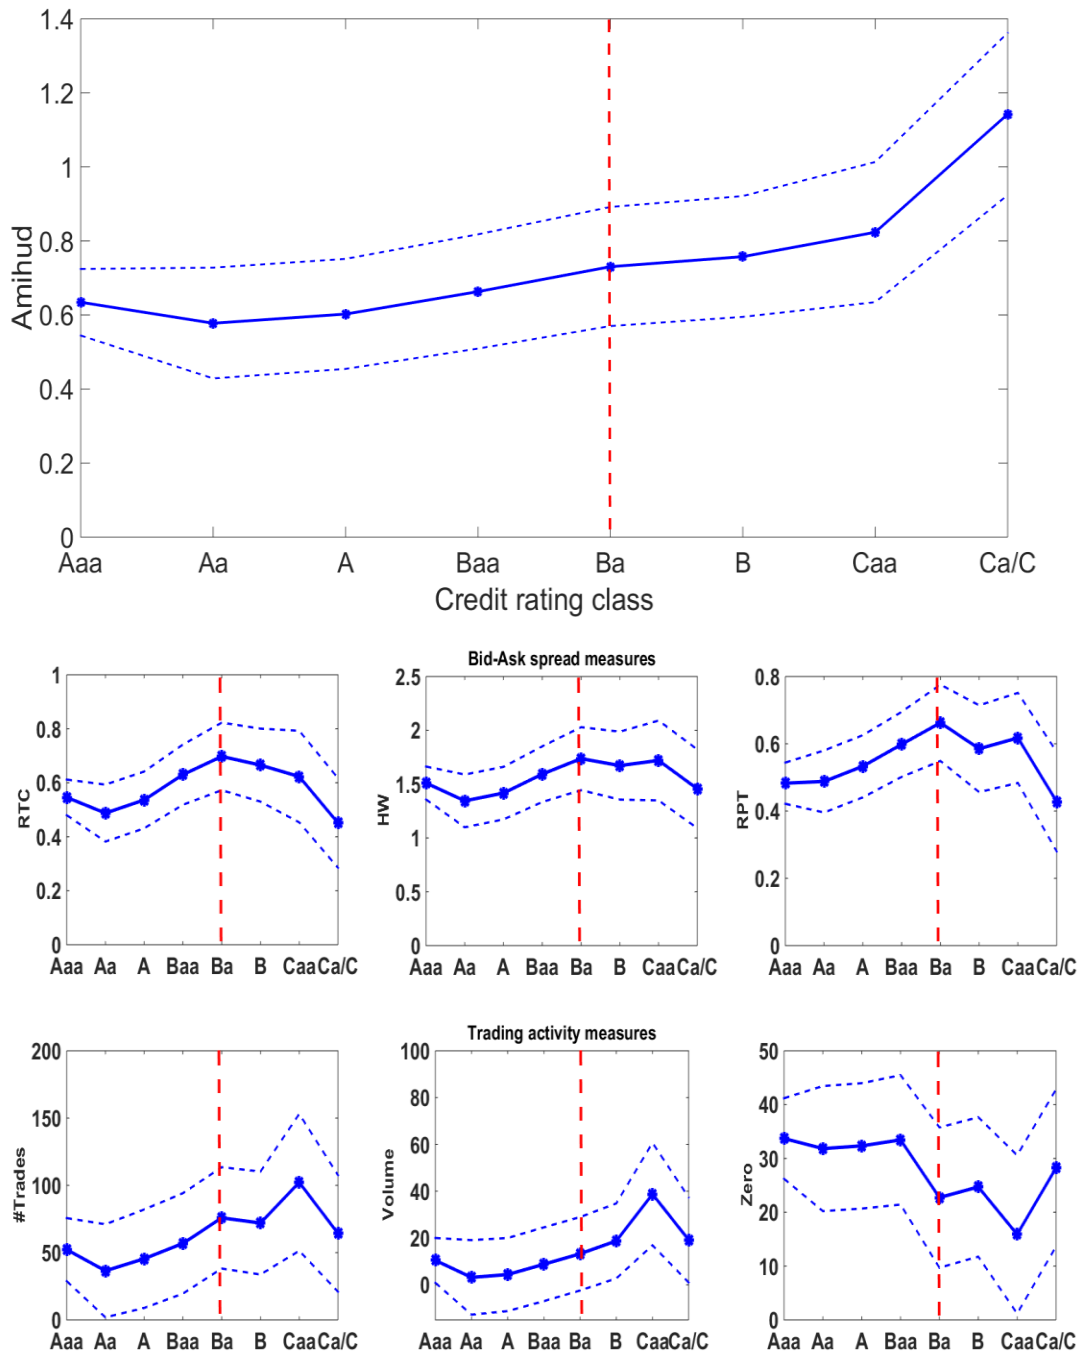 1.4
1.2
1
0.8
0.6
0.4
0.2
0
Amihud
Aaa Aa A Baa Ba B Caa Ca/C
Credit rating class
1
0.8
0.6
0.4
0.2
0
RTC
Aaa Aa A Baa Ba B Caa Ca/C
Bid-Ask spread measures
2.5
2
1.5
1
0.5
0
HW
Aaa Aa A Baa Ba B Caa Ca/C
0.8
0.6
0.4
0.2
0
RPT
Aaa Aa A Baa Ba B Caa Ca/C
200
150
100
50
0
#Trades
Aaa Aa A Baa Ba B Caa Ca/C
Trading activity measures
100
80
60
40
20
0
Volume
Aaa Aa A Baa Ba B Caa Ca/C
50
40
30
20
10
0
Zero
Aaa Aa A Baa Ba B Caa Ca/C